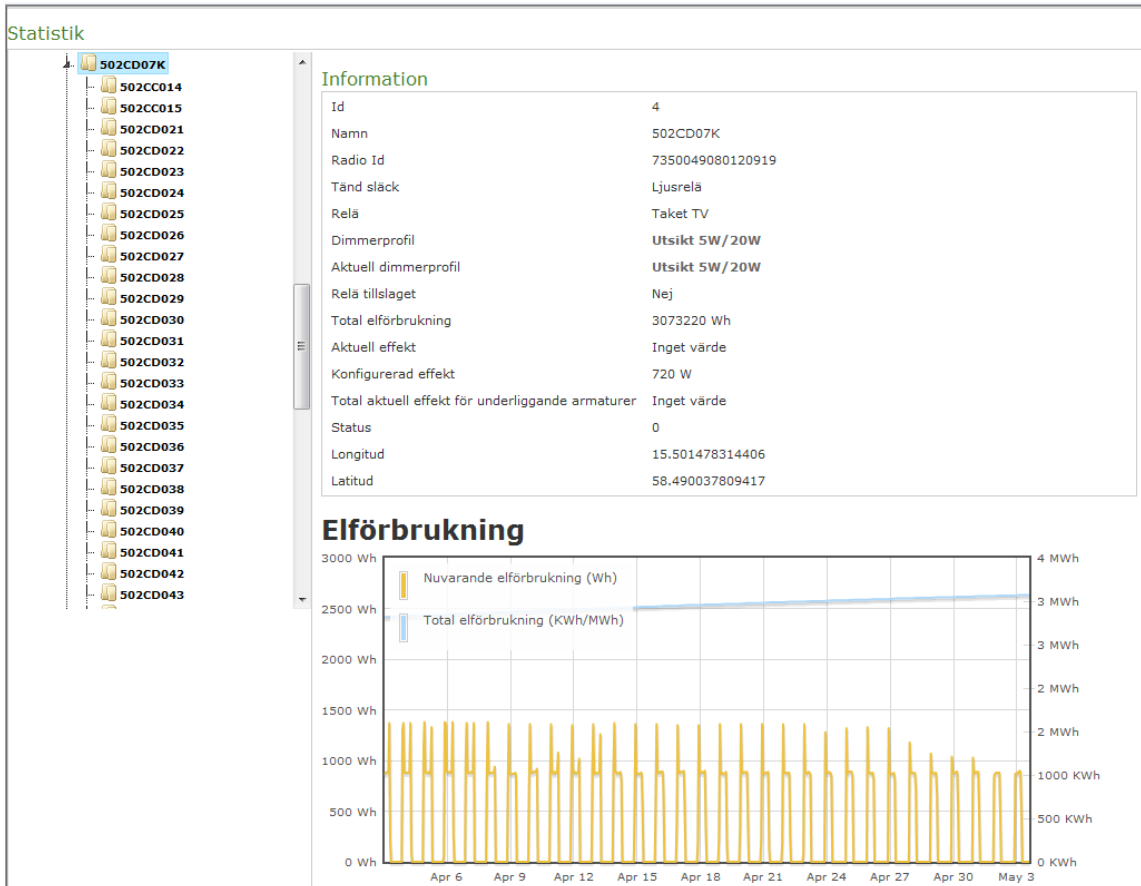 Statistik
502CD07K
502CC014
502CC015
502CD021
502CD022
502CD023
502CD024
502CD025
502CD026
502CD027
502CD028
502CD029
502CD030
502CD031
502CD032
502CD033
502CD034
502CD035
502CD036
502CD037
502CD038
502CD039
502CD040
502CD041
502CD042
502CD043
Information
Id 4
Namn 502CD07K
Radio Id 7350049080120919
Tänd släck Ljusrelä
Relä Taket TV
Dimmerprofil Utsikt 5W/20W
Aktuell dimmerprofil Utsikt 5W/20W
Relä tillslaget Nej
Total elförbrukning 3073220 Wh
Aktuell effekt Inget värde
Konfigurerad effekt 720 W
Total aktuell effekt för underliggande armaturer Inget värde
Status 0
Longitud 15.501478314406
Latitud 58.490037809417
Elförbrukning
3000 Wh
2500 Wh
2000 Wh
1500 Wh
1000 Wh
500 Wh
0 Wh
Nuvarande elförbrukning (Wh)
Total elförbrukning (KWh/MWh)
4 MWh
3 MWh
3 MWh
2 MWh
2 MWh
1000 KWh
500 KWh
0 KWh
Apr 6 Apr 9 Apr 12 Apr 15 Apr 18 Apr 21 Apr 24 Apr 27 Apr 30 May 3